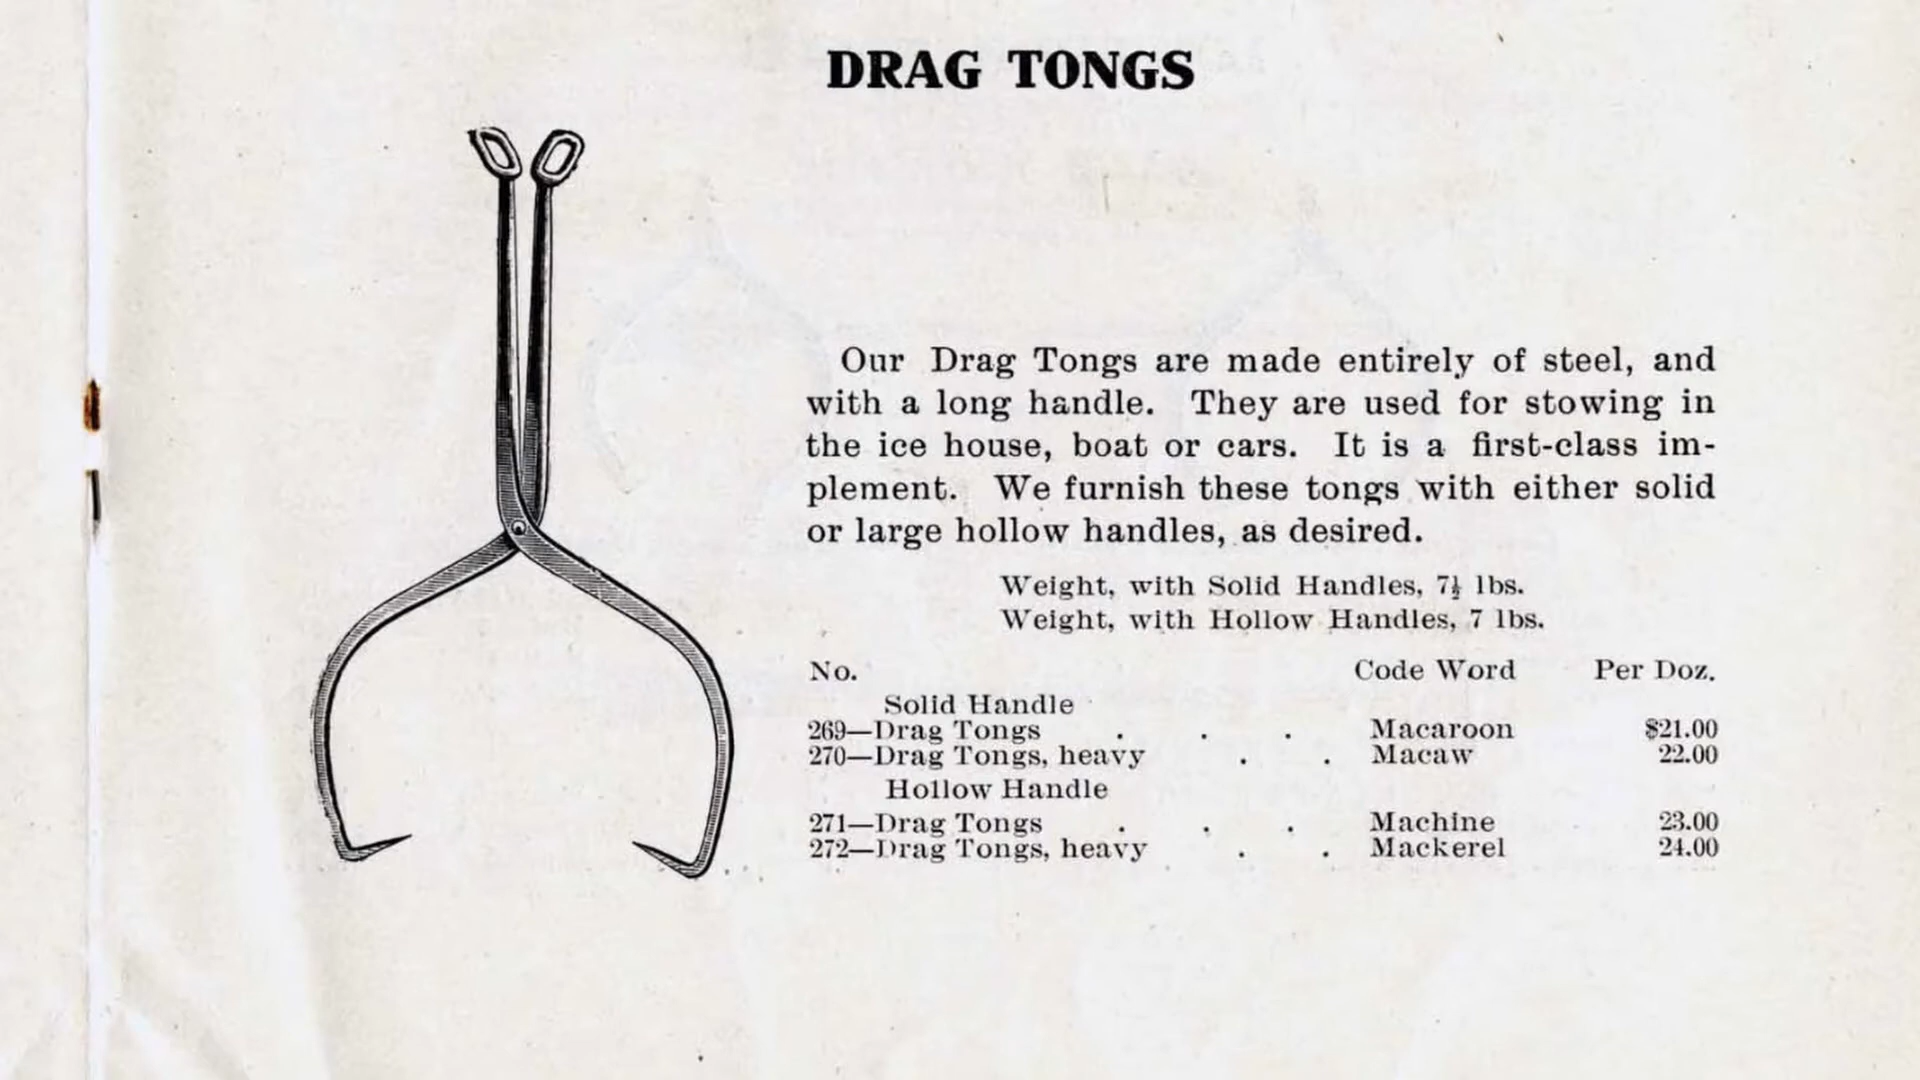 DRAG TONGS
Our Drag Tongs are made entirely of steel, and
with a long handle. They are used for stowing in
the ice house, boat or cars. It is a first-class im-
plement. We furnish these tongs with either solid
or large hollow handles, as desired.
Weight, with Solid Handles, 7½ lbs.
Weight, with Hollow Handles, 7 lbs.
No. Code Word Per Doz.
Solid Handle
269—Drag Tongs . . . Macaroon $21.00
270—Drag Tongs, heavy . . Macaw 22.00
Hollow Handle
271—Drag Tongs . . . Machine 23.00
272—Drag Tongs, heavy . . Mackerel 24.00